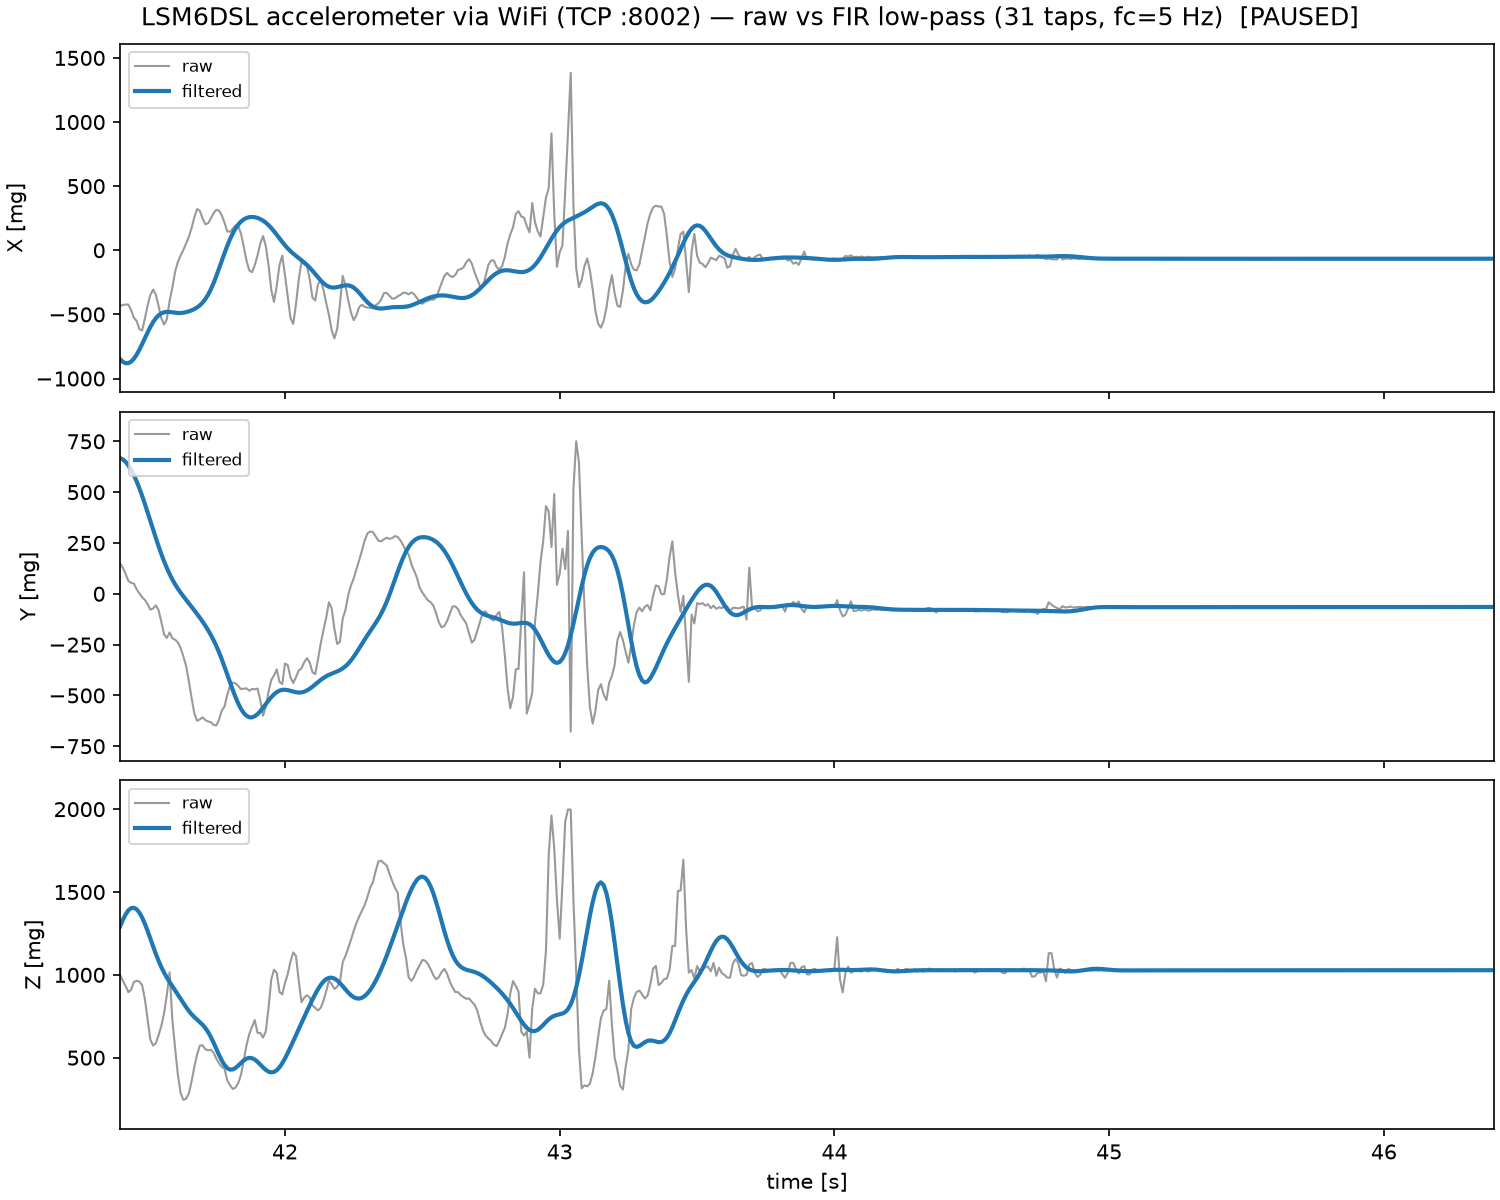 LSM6DSL accelerometer via WiFi (TCP :8002) — raw vs FIR low-pass (31 taps, fc=5 Hz)  [PAUSED]
1500
1000
500
0
−500
−1000
X [mg]
raw
filtered
750
500
250
0
−250
−500
−750
Y [mg]
raw
filtered
2000
1500
1000
500
Z [mg]
raw
filtered
42 43 44 45 46
time [s]